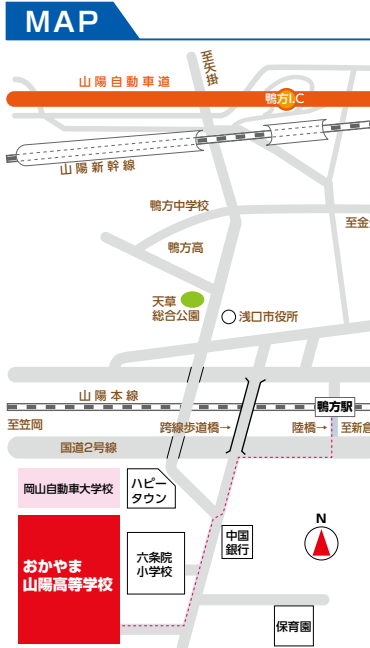 MAP
至矢掛
山陽自動車道
鴨方I.C
山陽新幹線
鴨方中学校
至金
鴨方高
天草
総合公園
浅口市役所
山陽本線
鴨方駅
至笠岡
跨線歩道橋→
陸橋→
至新倉
国道2号線
岡山自動車大学校
ハピー
タウン
中国
銀行
N
六条院
小学校
おかやま
山陽高等学校
保育園